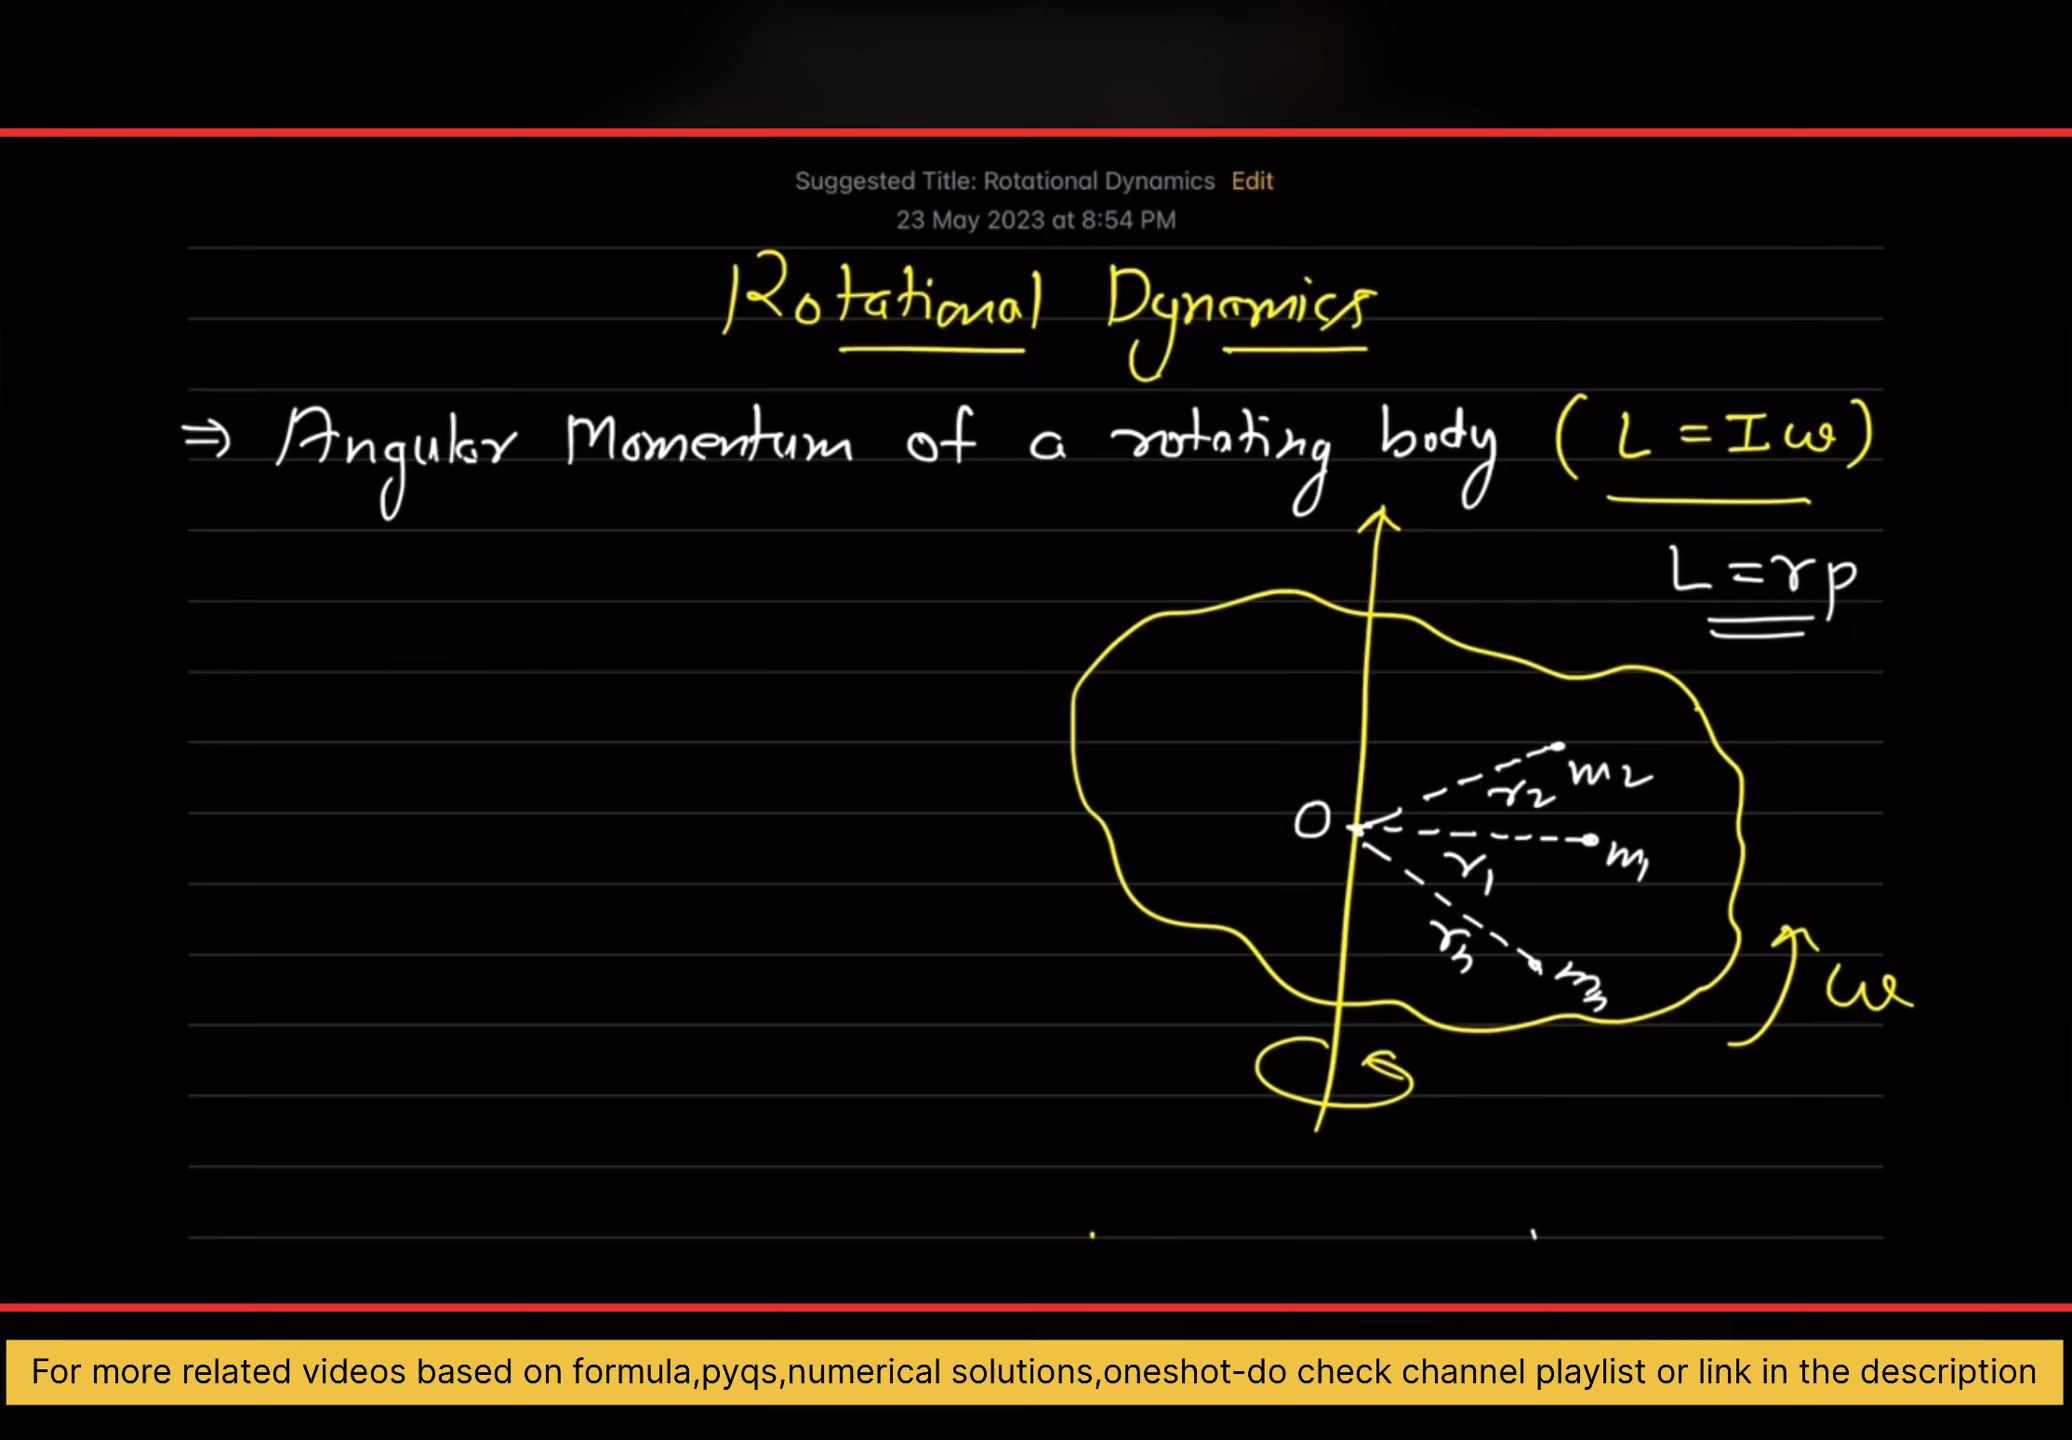 Suggested Title: Rotational Dynamics Edit
23 May 2023 at 8:54 PM
Rotational Dynamics
⇒ Angular Momentum of a rotating body (L = Iω)
L = rp
m2
r2
O
m1
r1
r3
m3
ω
For more related videos based on formula,pyqs,numerical solutions,oneshot-do check channel playlist or link in the description